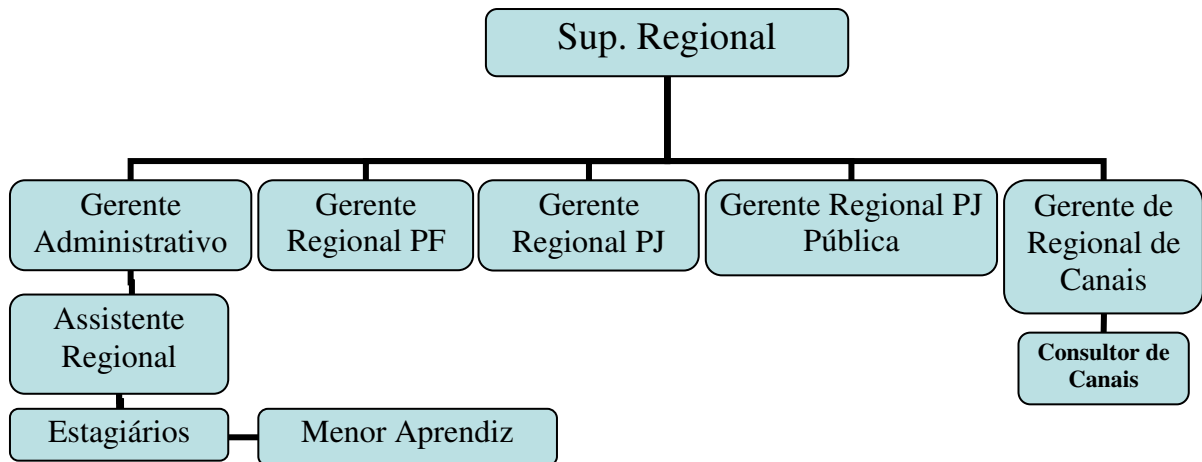 Sup. Regional
Gerente
Administrativo
Gerente
Regional PF
Gerente
Regional PJ
Gerente Regional PJ
Pública
Gerente de
Regional de
Canais
Assistente
Regional
Consultor de
Canais
Estagiários
Menor Aprendiz